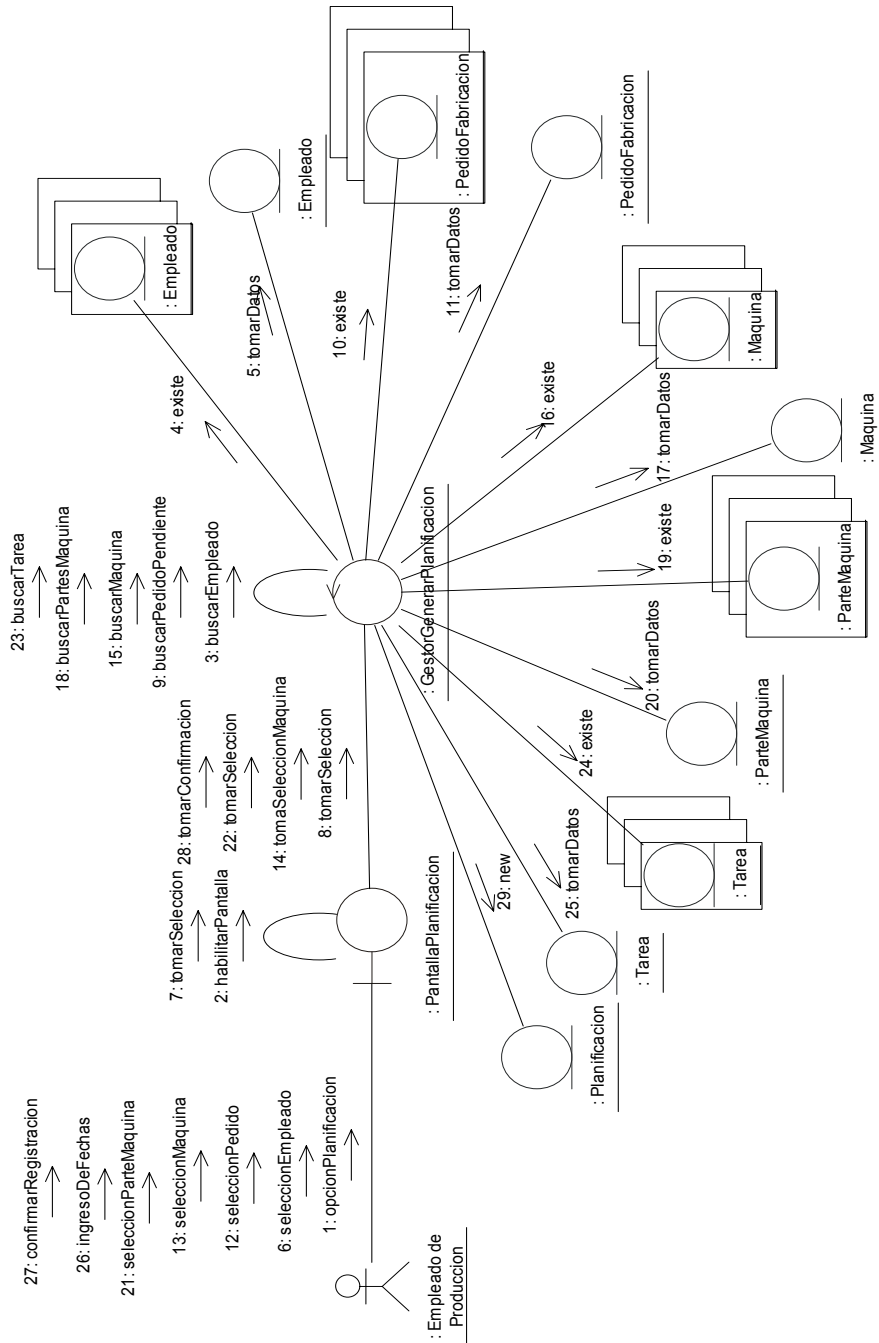 27: confirmarRegistracion
26: ingresoDeFechas
21: seleccionParteMaquina
13: seleccionMaquina
12: seleccionPedido
6: seleccionEmpleado
1: opcionPlanificacion
: Empleado de
Produccion
7: tomarSeleccion
2: habilitarPantalla
: PantallaPlanificacion
28: tomarConfirmacion
22: tomarSeleccion
14: tomaSeleccionMaquina
8: tomarSeleccion
23: buscarTarea
18: buscarPartesMaquina
15: buscarMaquina
9: buscarPedidoPendiente
3: buscarEmpleado
: GestorGenerarPlanificacion
4: existe
: Empleado
5: tomarDatos
: Empleado
10: existe
: PedidoFabricacion
11: tomarDatos
: PedidoFabricacion
16: existe
: Maquina
17: tomarDatos
: Maquina
19: existe
: ParteMaquina
20: tomarDatos
: ParteMaquina
24: existe
: Tarea
25: tomarDatos
: Tarea
29: new
: Planificacion